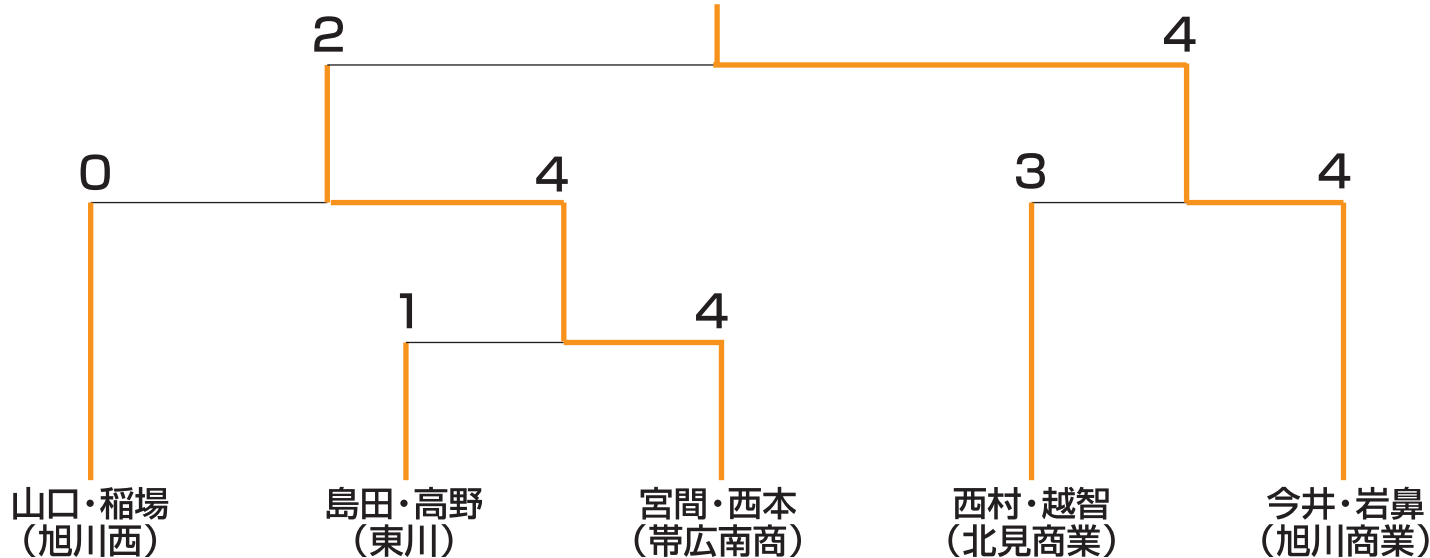 2 4
0 4 3 4
1 4
山口・稲場 島田・高野 宮間・西本 西村・越智 今井・岩鼻
（旭川西） （東川） （帯広南商） （北見商業） （旭川商業）